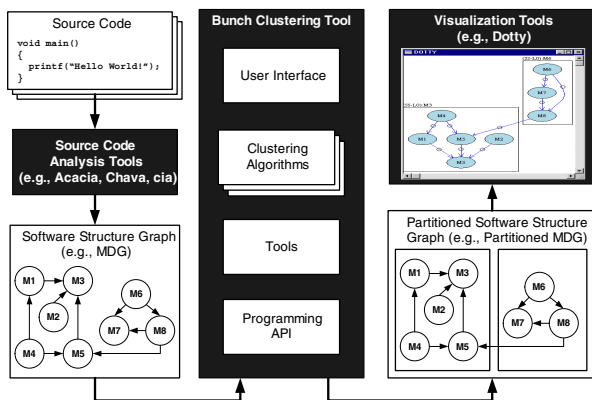 Source Code
void main()
{
printf("Hello World!");
}
Source Code
Analysis Tools
(e.g., Acacia, Chava, cia)
Software Structure Graph
(e.g., MDG)
M1
M3
M2
M6
M7
M8
M4
M5
Bunch Clustering Tool
User Interface
Clustering
Algorithms
Tools
Programming
API
Visualization Tools
(e.g., Dotty)
DOTTY
M6
M7
M8
M4
M1
M2
M3
Partitioned Software Structure
Graph (e.g., Partitioned MDG)
M1
M3
M2
M6
M7
M8
M4
M5